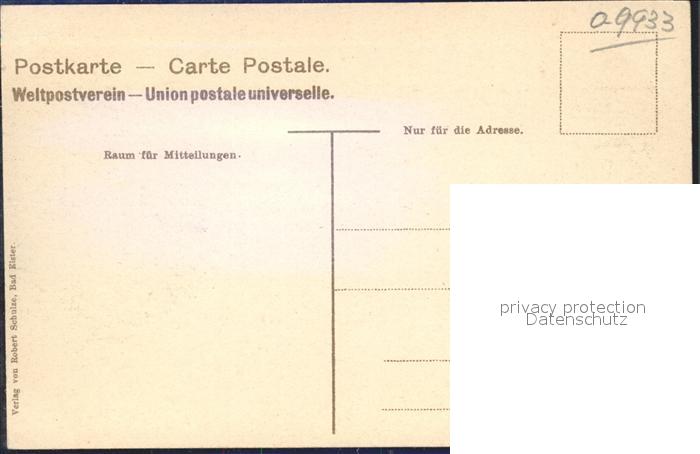 a-9933
Postkarte — Carte Postale.
Weltpostverein — Union postale universelle.
Nur für die Adresse.
Raum für Mitteilungen.
Verlag von Robert Schulze, Bad Elster.
privacy protection
Datenschutz